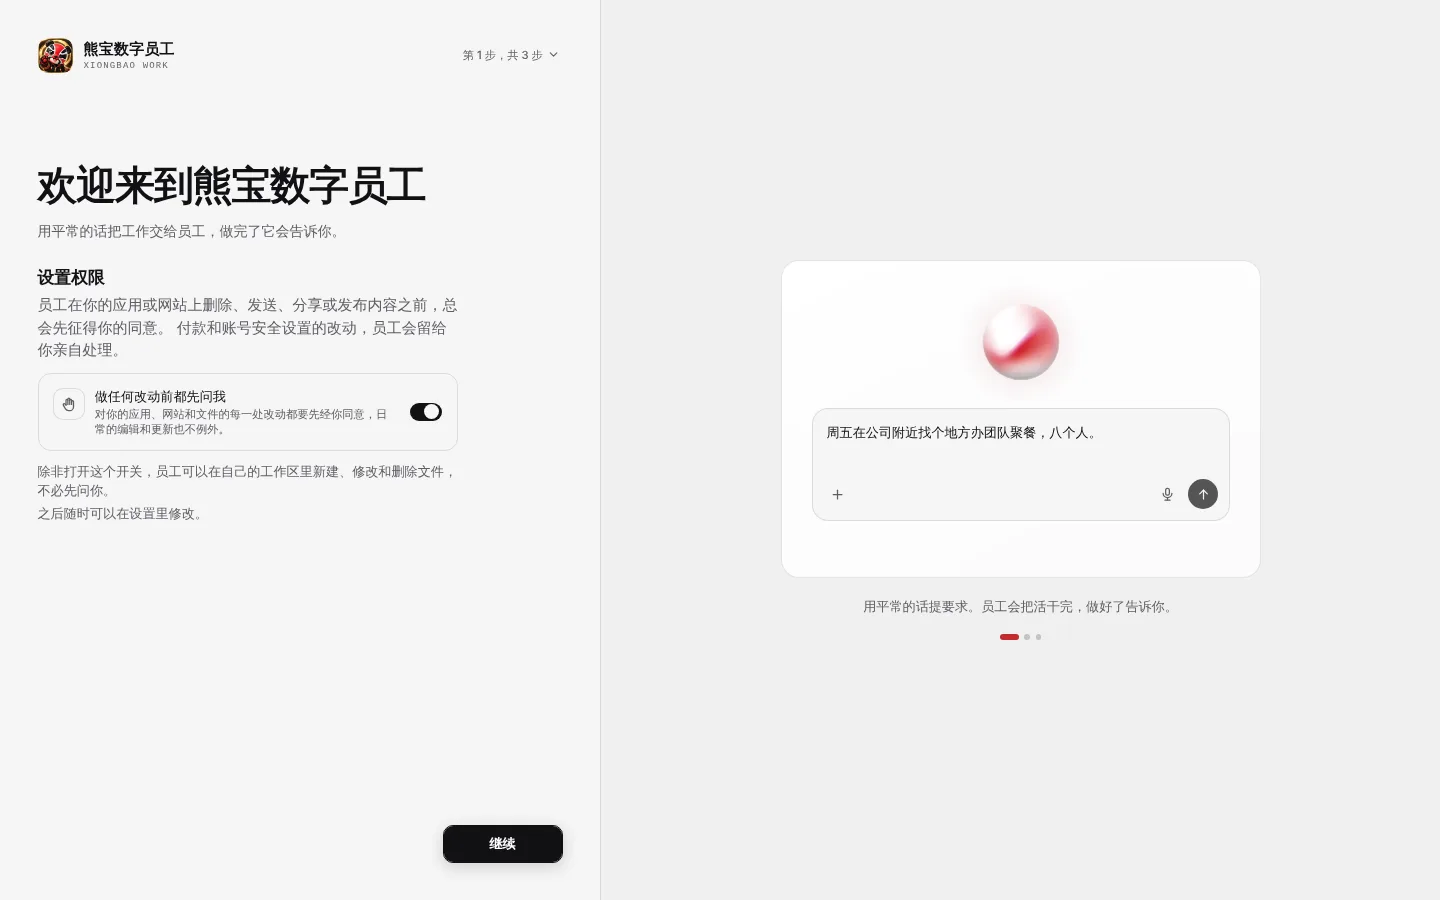 熊宝数字员工
XIONGBAO WORK
第 1 步，共 3 步
欢迎来到熊宝数字员工
用平常的话把工作交给员工，做完了它会告诉你。
设置权限
员工在你的应用或网站上删除、发送、分享或发布内容之前，总
会先征得你的同意。 付款和账号安全设置的改动，员工会留给
你亲自处理。
做任何改动前都先问我
对你的应用、网站和文件的每一处改动都要先经你同意，日
常的编辑和更新也不例外。
除非打开这个开关，员工可以在自己的工作区里新建、修改和删除文件，
不必先问你。
之后随时可以在设置里修改。
继续
周五在公司附近找个地方办团队聚餐，八个人。
用平常的话提要求。员工会把活干完，做好了告诉你。